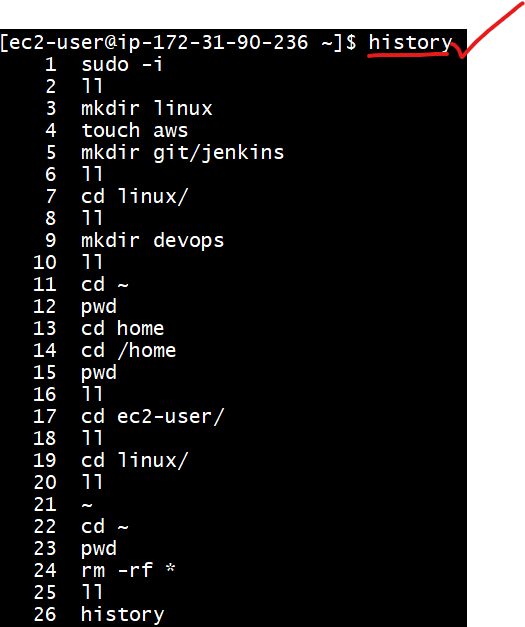 [ec2-user@ip-172-31-90-236 ~]$ history
1 sudo -i
2 ll
3 mkdir linux
4 touch aws
5 mkdir git/jenkins
6 ll
7 cd linux/
8 ll
9 mkdir devops
10 ll
11 cd ~
12 pwd
13 cd home
14 cd /home
15 pwd
16 ll
17 cd ec2-user/
18 ll
19 cd linux/
20 ll
21 ~
22 cd ~
23 pwd
24 rm -rf *
25 ll
26 history